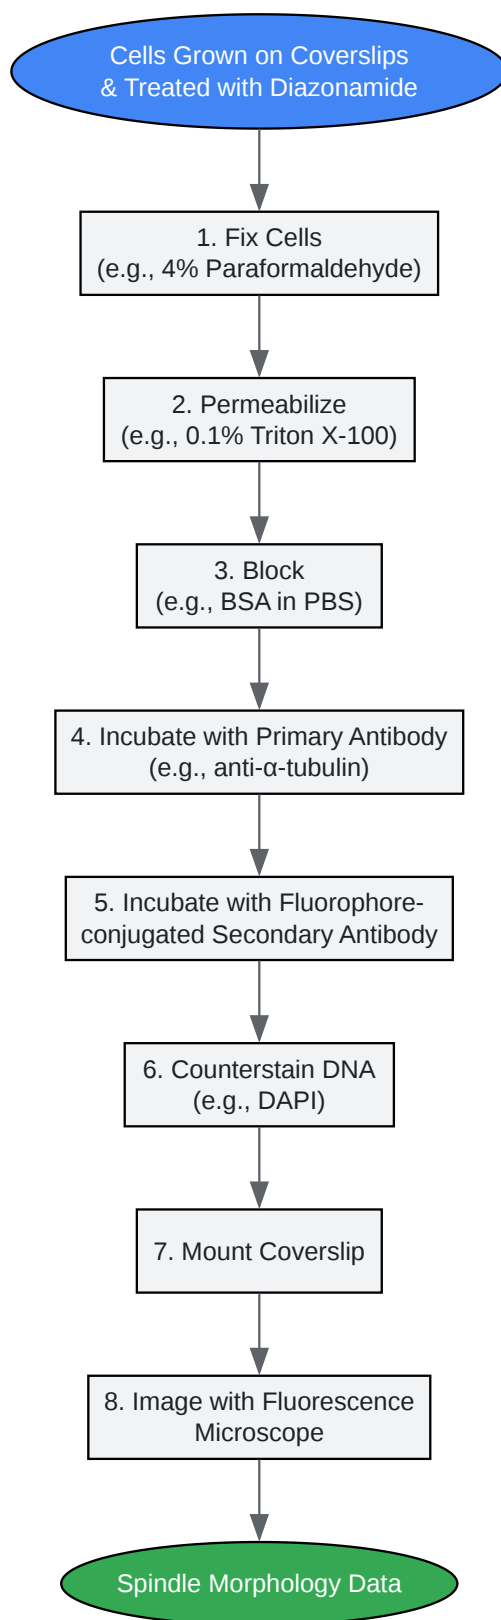 Cells Grown on Coverslips
& Treated with Diazonamide
1. Fix Cells
(e.g., 4% Paraformaldehyde)
2. Permeabilize
(e.g., 0.1% Triton X-100)
3. Block
(e.g., BSA in PBS)
4. Incubate with Primary Antibody
(e.g., anti-α-tubulin)
5. Incubate with Fluorophore-
conjugated Secondary Antibody
6. Counterstain DNA
(e.g., DAPI)
7. Mount Coverslip
8. Image with Fluorescence
Microscope
Spindle Morphology Data